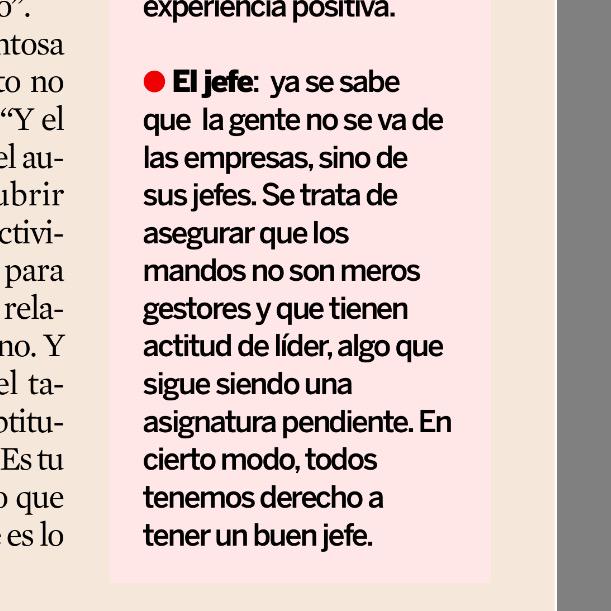 o”.
ntosa
to no
“Y el
el au-
ubrir
ctivi-
para
rela-
no. Y
el ta-
ptitu-
Es tu
o que
es lo
experiencia positiva.
El jefe: ya se sabe
que la gente no se va de
las empresas, sino de
sus jefes. Se trata de
asegurar que los
mandos no son meros
gestores y que tienen
actitud de líder, algo que
sigue siendo una
asignatura pendiente. En
cierto modo, todos
tenemos derecho a
tener un buen jefe.